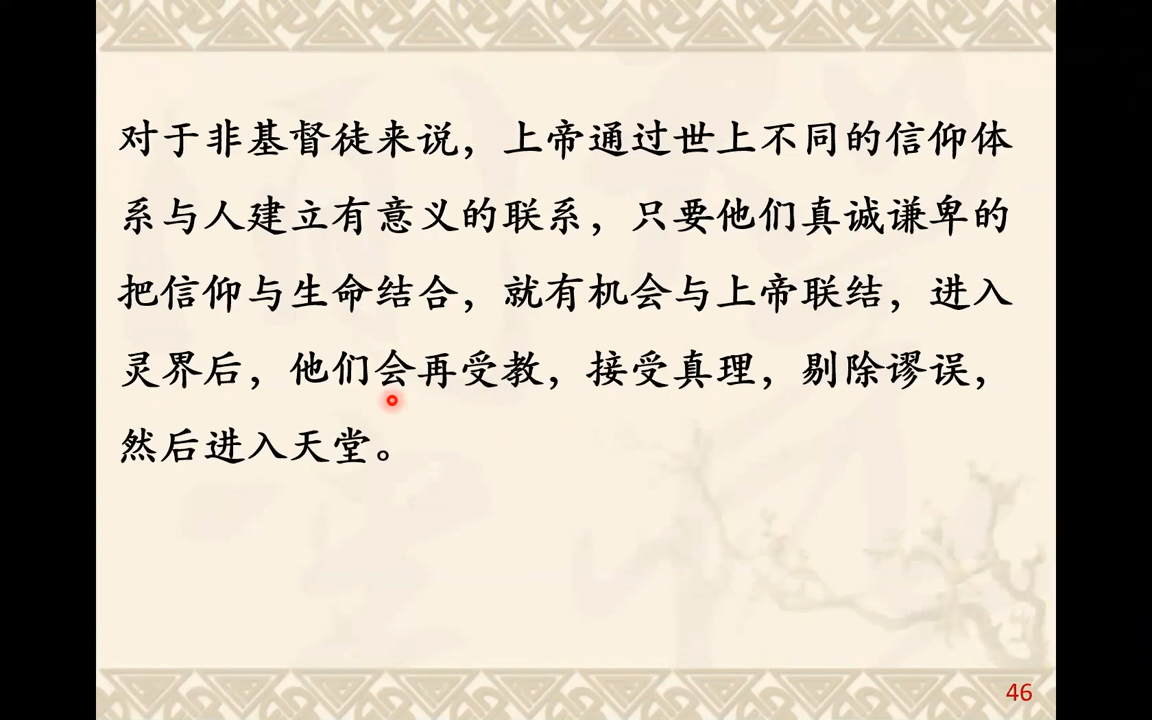 对于非基督徒来说，上帝通过世上不同的信仰体
系与人建立有意义的联系，只要他们真诚谦卑的
把信仰与生命结合，就有机会与上帝联结，进入
灵界后，他们会再受教，接受真理，剔除谬误，
然后进入天堂。
46